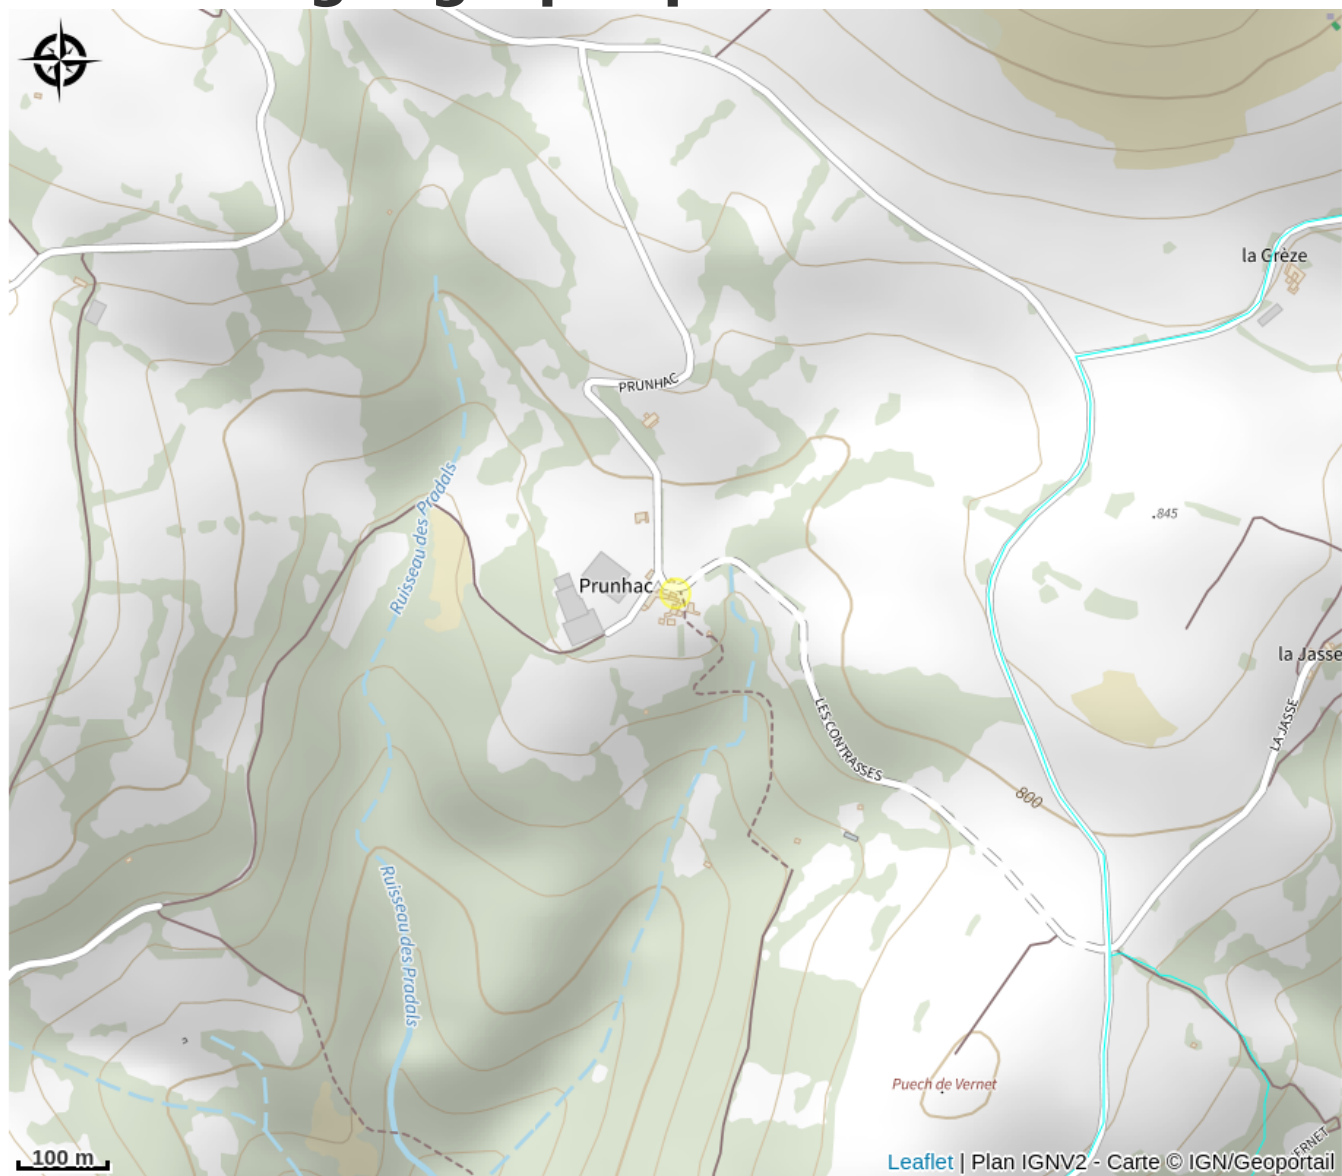 la Grèze
PRUNHAC
Ruisseau des Pradals
845
Prunhac
la Jasse
LES CONTRASSES
LA JASSE
800
Ruisseau des Pradals
Puech de Vernet
ERNET
100 m
Leaflet | Plan IGNV2 - Carte © IGN/Geoportail